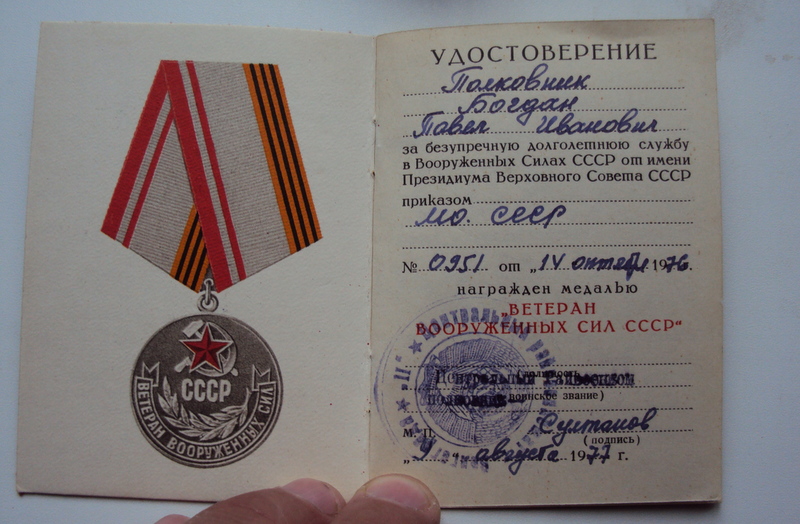 СССР
ВЕТЕРАН ВООРУЖЕННЫХ СИЛ
УДОСТОВЕРЕНИЕ
Полковник
Богдан
Павел Иванович
за безупречную долголетнюю службу
в Вооруженных Силах СССР от имени
Президиума Верховного Совета СССР
приказом
МО. СССР
№ 0951 от „14 октября 1976
награжден медалью
„ВЕТЕРАН
ВООРУЖЕННЫХ СИЛ СССР"
(должность)
Центральный
(воинское звание)
М. П. Султанов
(подпись)
„9" августа 1977 г.